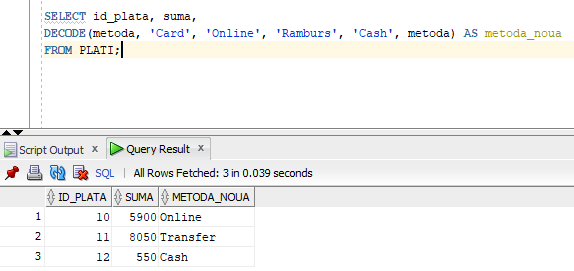 SELECT id_plata, suma,
DECODE(metoda, 'Card', 'Online', 'Ramburs', 'Cash', metoda) AS metoda_noua
FROM PLATI;
Script Output x Query Result x
SQL | All Rows Fetched: 3 in 0.039 seconds
ID_PLATA SUMA METODA_NOUA
1 10 5900 Online
2 11 8050 Transfer
3 12 550 Cash